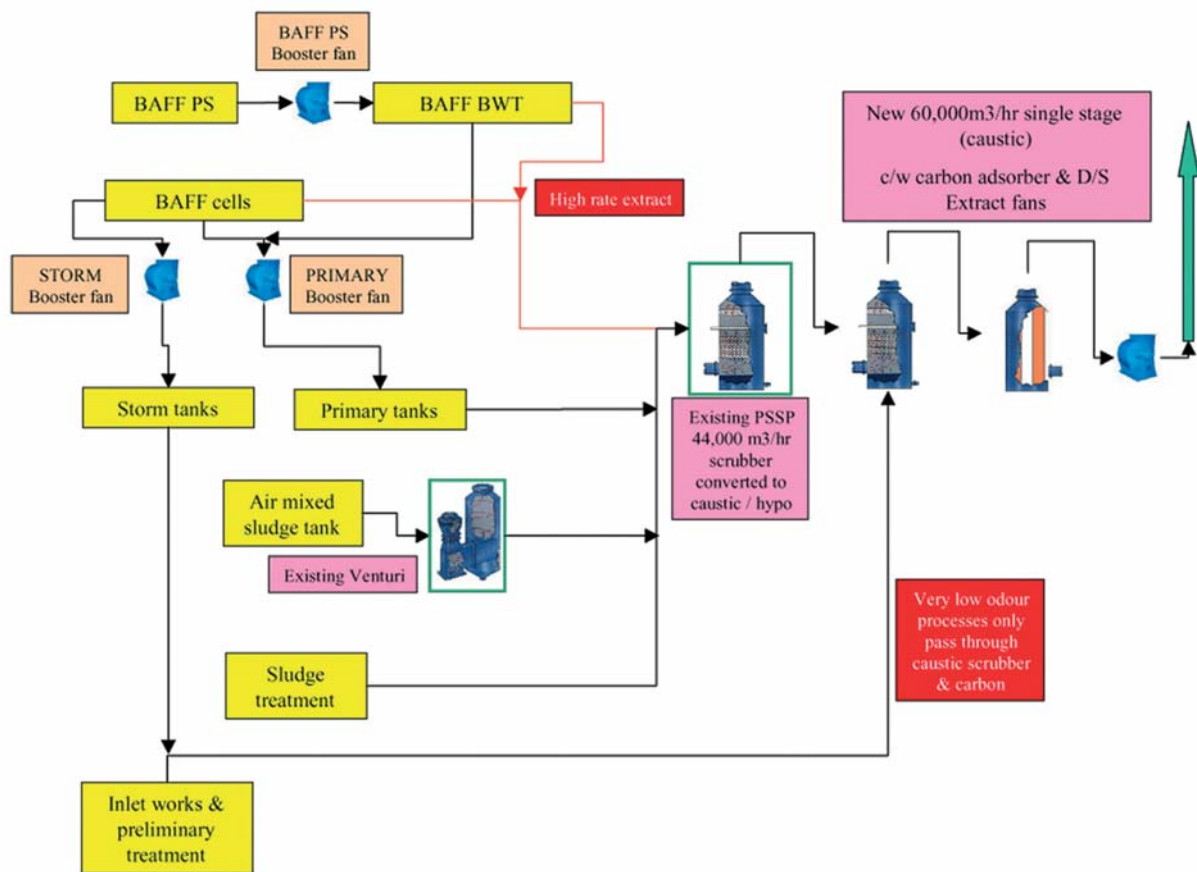 BAFF PS
Booster fan
BAFF PS
BAFF BWT
New 60,000m3/hr single stage
(caustic)
c/w carbon adsorber & D/S
Extract fans
BAFF cells
High rate extract
STORM
Booster fan
PRIMARY
Booster fan
Storm tanks
Primary tanks
Existing PSSP
44,000 m3/hr
scrubber
converted to
caustic / hypo
Air mixed
sludge tank
Existing Venturi
Very low odour
processes only
pass through
caustic scrubber
& carbon
Sludge
treatment
Inlet works &
preliminary
treatment